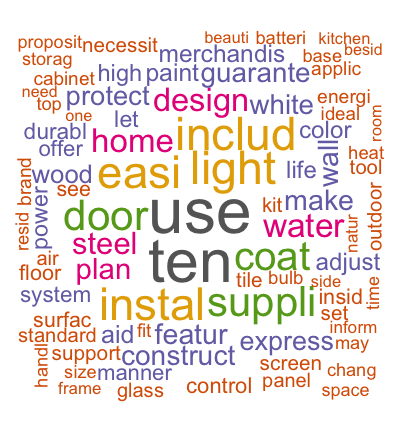 beauti batteri kitchen
proposit necessit merchandis base besid
storag high paint guarante applic
cabinet
need protect design white energi
top one let ideal
durabl home includ color room
offer easi light life wall heat
wood see kit make tool
resid brand power door use water natur outdoor
air steel ten coat adjust
floor plan tile bulb side insid time
system instal suppli set
surfac aid fit featur express inform
standard support construct screen may
handl size manner control panel chang
frame glass space